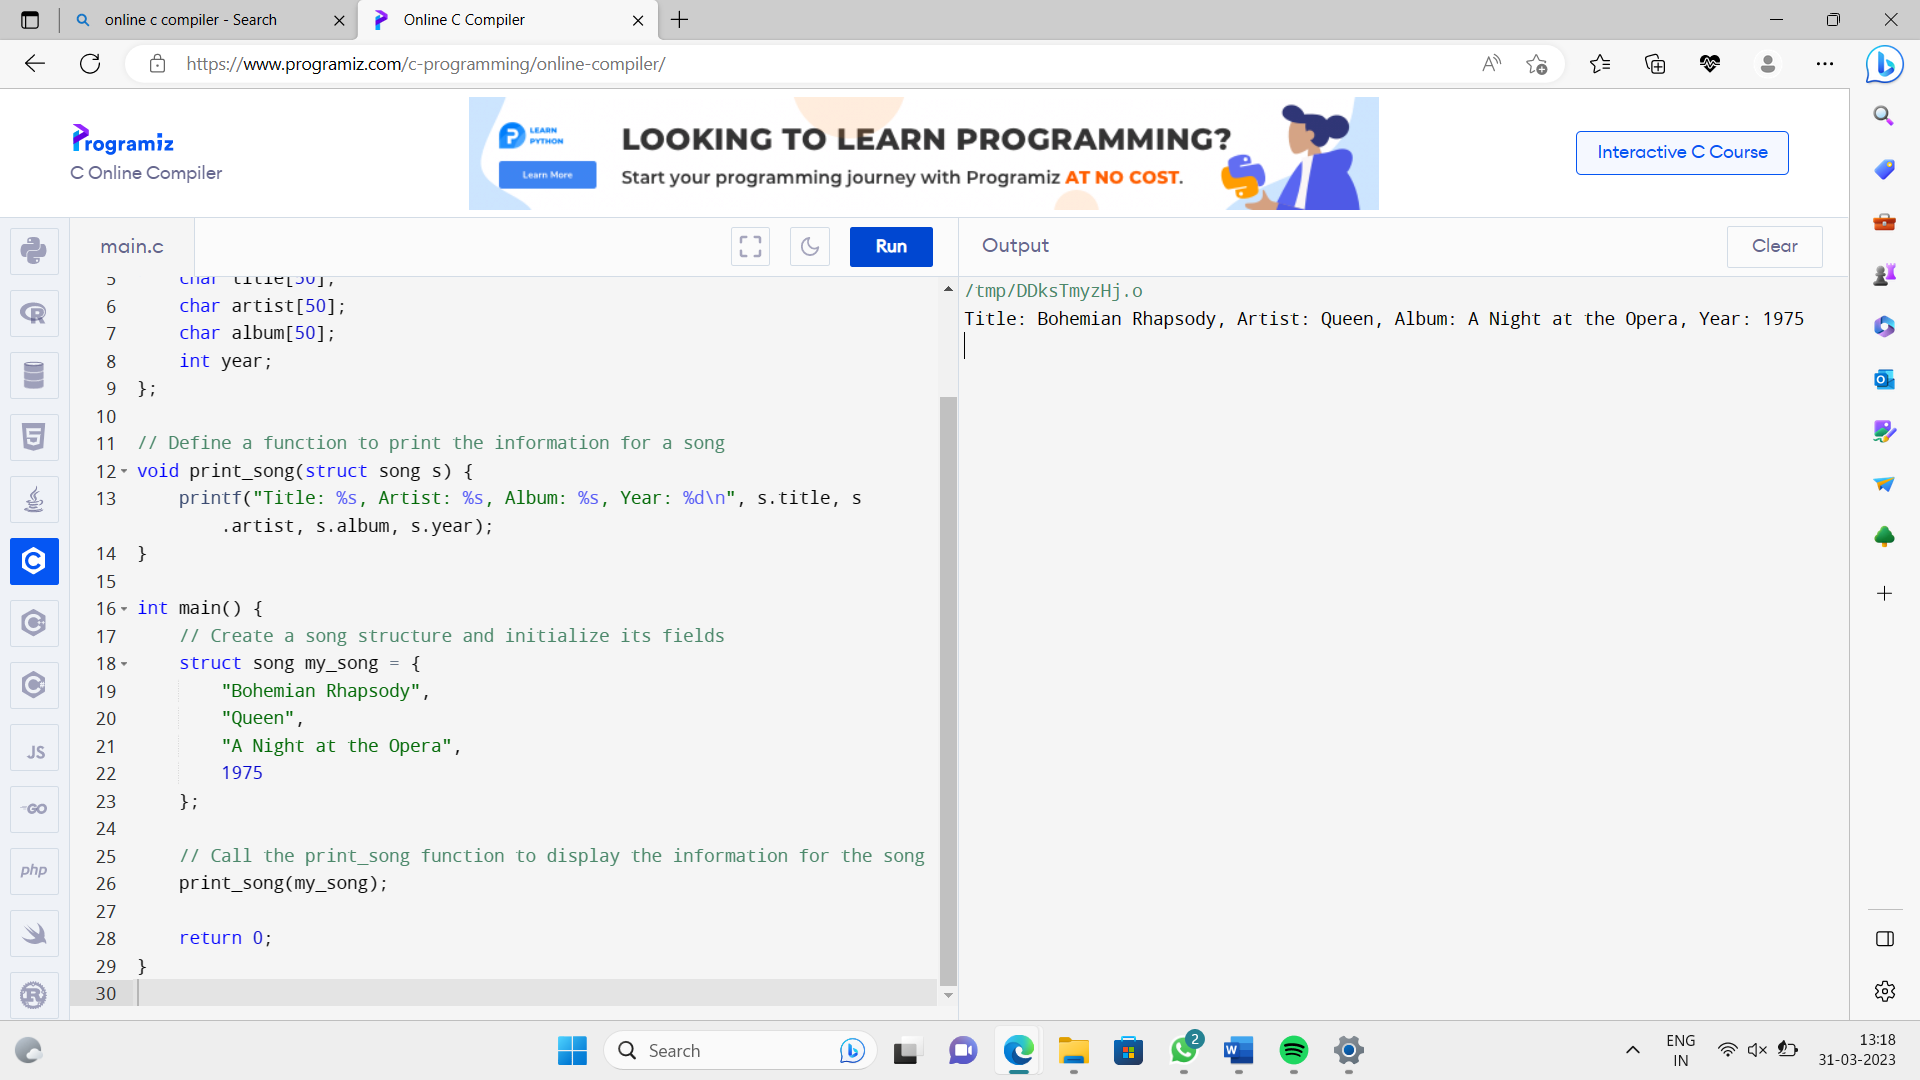 online c compiler - Search
Online C Compiler
https://www.programiz.com/c-programming/online-compiler/
Programiz
C Online Compiler
LEARN
PYTHON
Learn More
LOOKING TO LEARN PROGRAMMING?
Start your programming journey with Programiz AT NO COST.
Interactive C Course
main.c
Run
Output
Clear
5 char title[50];
6 char artist[50];
7 char album[50];
8 int year;
9 };
10
11 // Define a function to print the information for a song
12 void print_song(struct song s) {
13 printf("Title: %s, Artist: %s, Album: %s, Year: %d\n", s.title, s
.artist, s.album, s.year);
14 }
15
16 int main() {
17 // Create a song structure and initialize its fields
18 struct song my_song = {
19 "Bohemian Rhapsody",
20 "Queen",
21 "A Night at the Opera",
22 1975
23 };
24
25 // Call the print_song function to display the information for the song
26 print_song(my_song);
27
28 return 0;
29 }
30
/tmp/DDksTmyzHj.o
Title: Bohemian Rhapsody, Artist: Queen, Album: A Night at the Opera, Year: 1975
JS
GO
php
Search
2
ENG
IN
13:18
31-03-2023